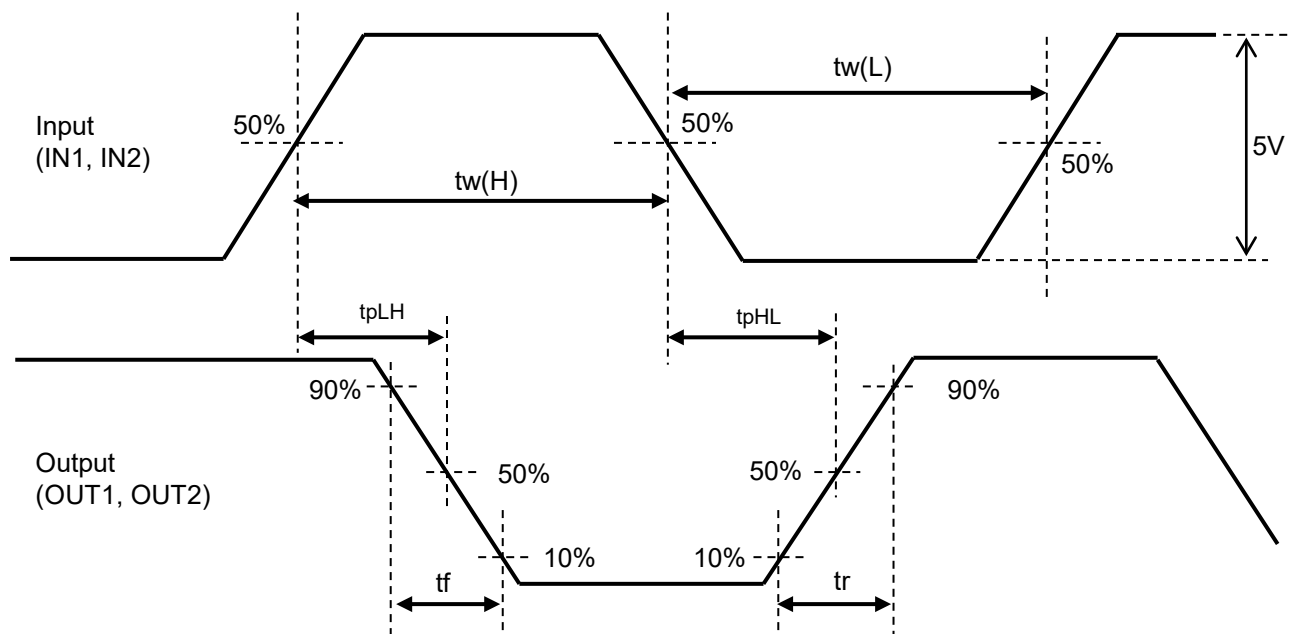 tw(L)
50%
50%
Input
(IN1, IN2)
5V
50%
tw(H)
tpLH
tpHL
90%
90%
Output
(OUT1, OUT2)
50%
50%
10%
10%
tf
tr